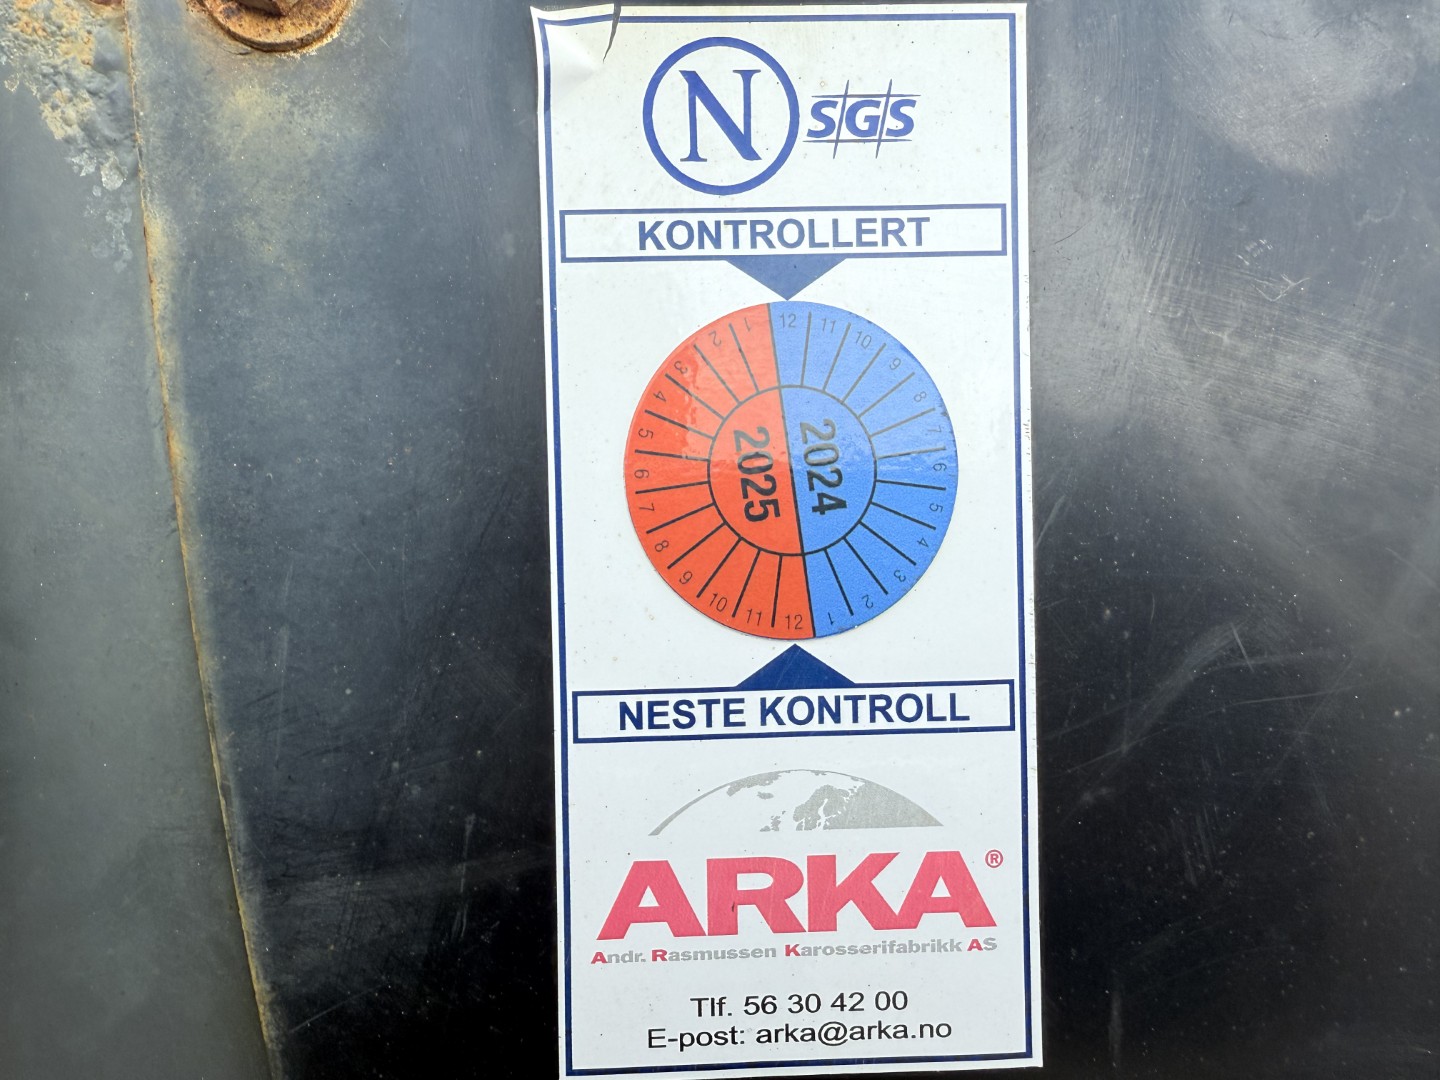 N SGS
KONTROLLERT
1 12 11 10 9 8 7 6 5 4 3 2 1
2 3 4 5 6 7 8 9 10 11 12
2025 2024
NESTE KONTROLL
ARKA®
Andr. Rasmussen Karosserifabrikk AS
Tlf. 56 30 42 00
E-post: arka@arka.no